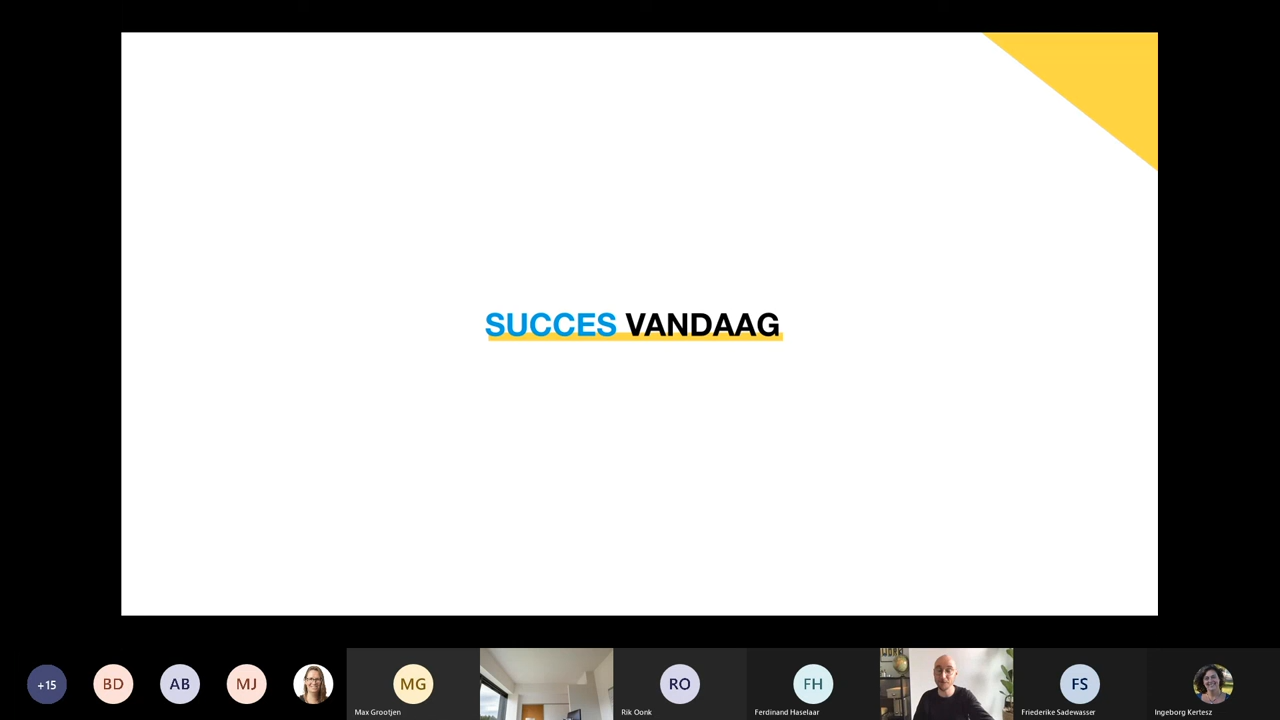 SUCCES VANDAAG
+15
BD
AB
MJ
MG
Max Grootjen
RO
Rik Oonk
FH
Ferdinand Haselaar
FS
Friederike Sadewasser
Ingeborg Kertesz